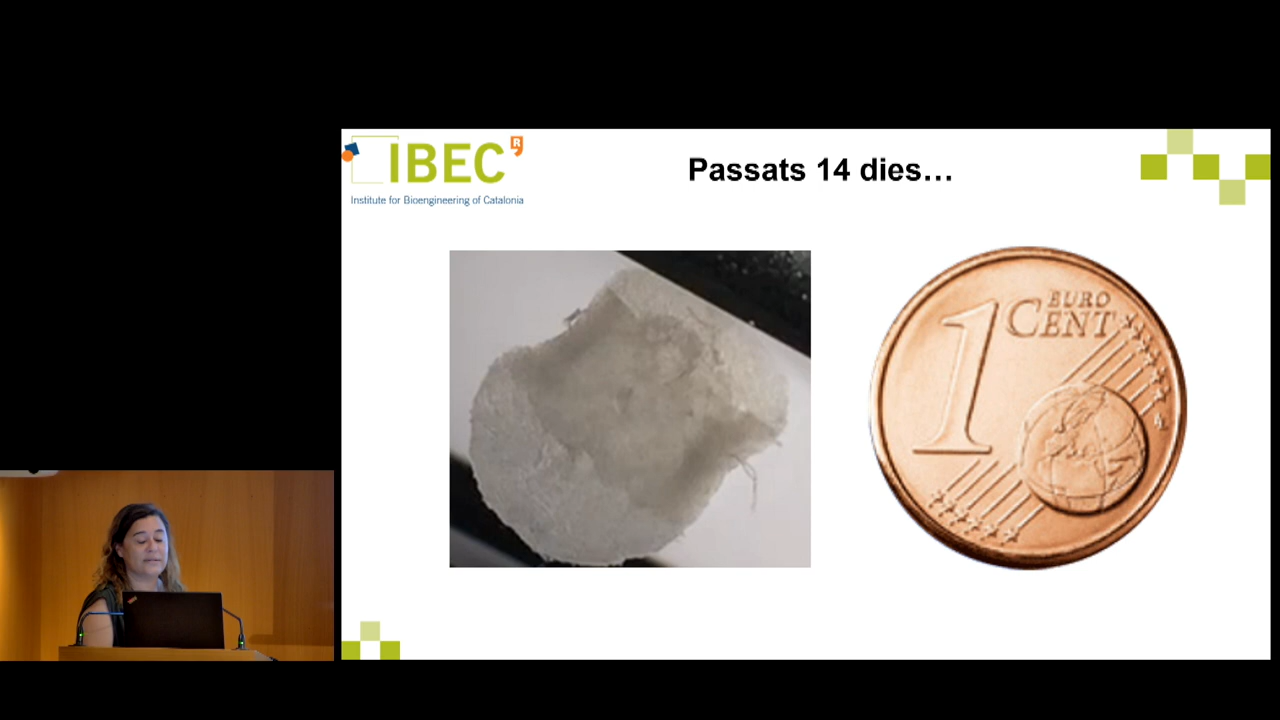 IBEC R
Institute for Bioengineering of Catalonia
Passats 14 dies...
1 EURO
CENT